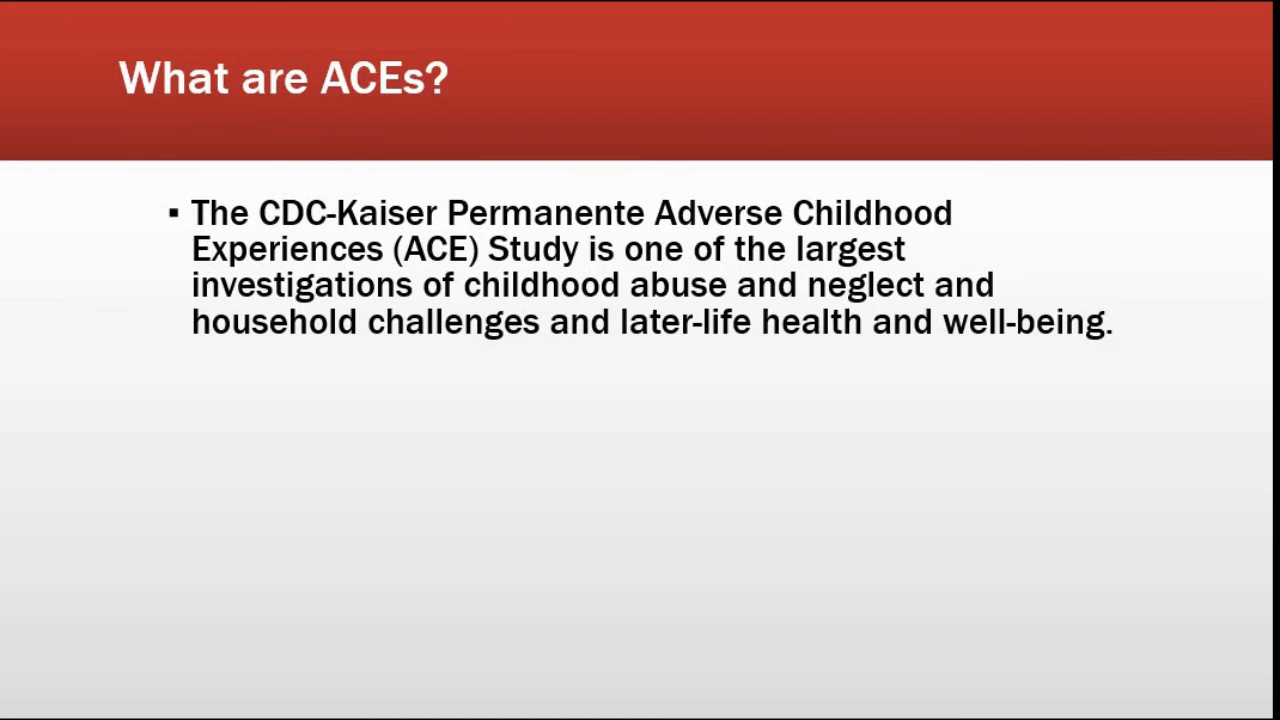 What are ACEs?
▪ The CDC-Kaiser Permanente Adverse Childhood
Experiences (ACE) Study is one of the largest
investigations of childhood abuse and neglect and
household challenges and later-life health and well-being.